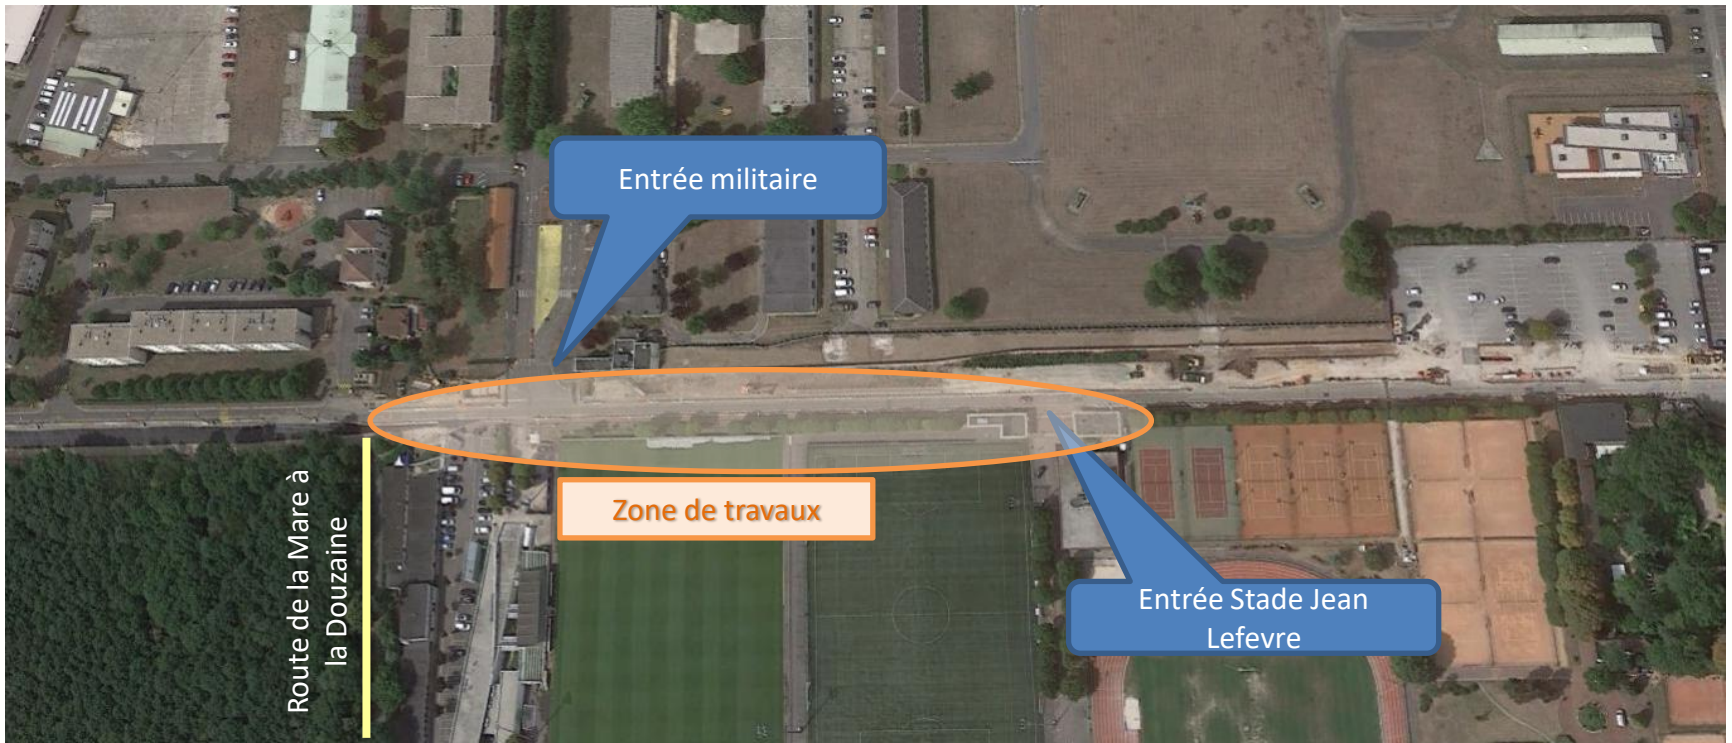 Entrée militaire
Zone de travaux
Route de la Mare à
la Douzaine
Entrée Stade Jean
Lefevre